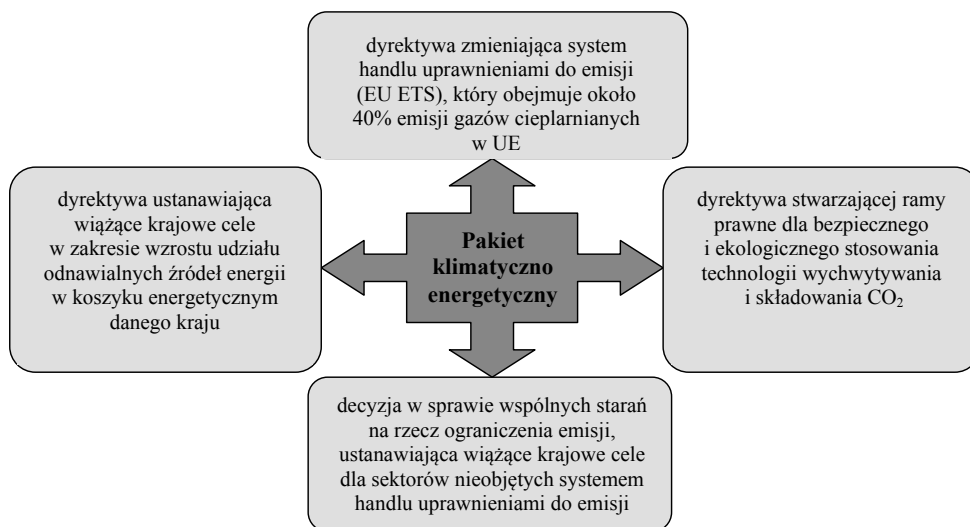 dyrektywa zmieniająca system
handlu uprawnieniami do emisji
(EU ETS), który obejmuje około
40% emisji gazów cieplarnianych
w UE
dyrektywa ustanawiająca
wiążące krajowe cele
w zakresie wzrostu udziału
odnawialnych źródeł energii
w koszyku energetycznym
danego kraju
Pakiet
klimatyczno
energetyczny
dyrektywa stwarzającej ramy
prawne dla bezpiecznego
i ekologicznego stosowania
technologii wychwytywania
i składowania CO₂
decyzja w sprawie wspólnych starań
na rzecz ograniczenia emisji,
ustanawiająca wiążące krajowe cele
dla sektorów nieobjętych systemem
handlu uprawnieniami do emisji